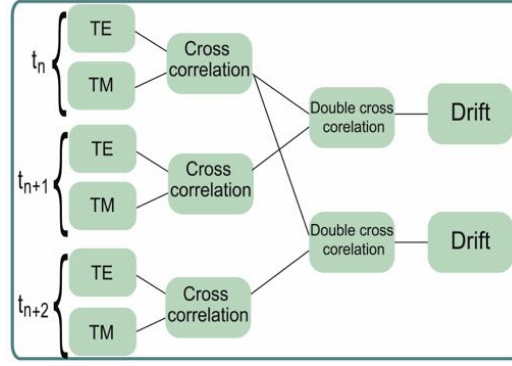 t_n
TE
TM
Cross
correlation
t_n+1
TE
TM
Cross
correlation
t_n+2
TE
TM
Cross
correlation
Double cross
corelation
Drift
Double cross
corelation
Drift